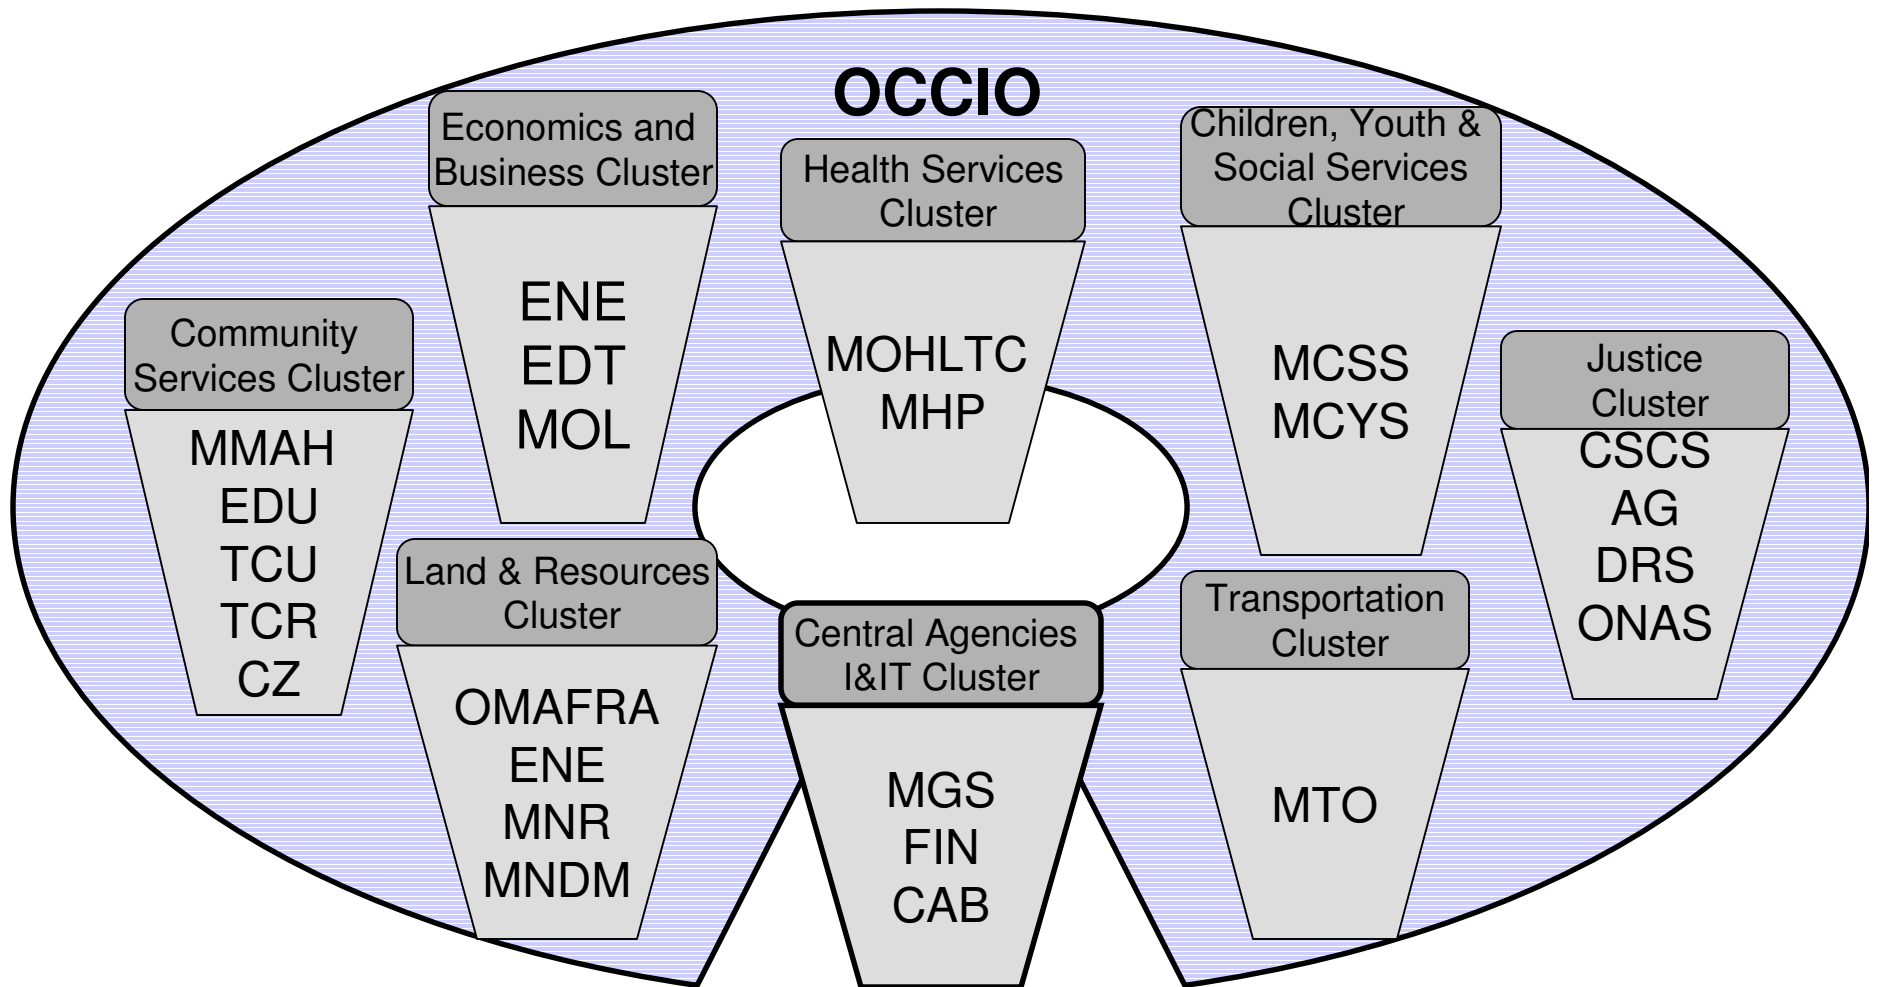 OCCIO
Economics and
Business Cluster
ENE
EDT
MOL
Health Services
Cluster
MOHLTC
MHP
Children, Youth &
Social Services
Cluster
MCSS
MCYS
Community
Services Cluster
MMAH
EDU
TCU
TCR
CZ
Justice
Cluster
CSCS
AG
DRS
ONAS
Land & Resources
Cluster
OMAFRA
ENE
MNR
MNDM
Central Agencies
I&IT Cluster
MGS
FIN
CAB
Transportation
Cluster
MTO